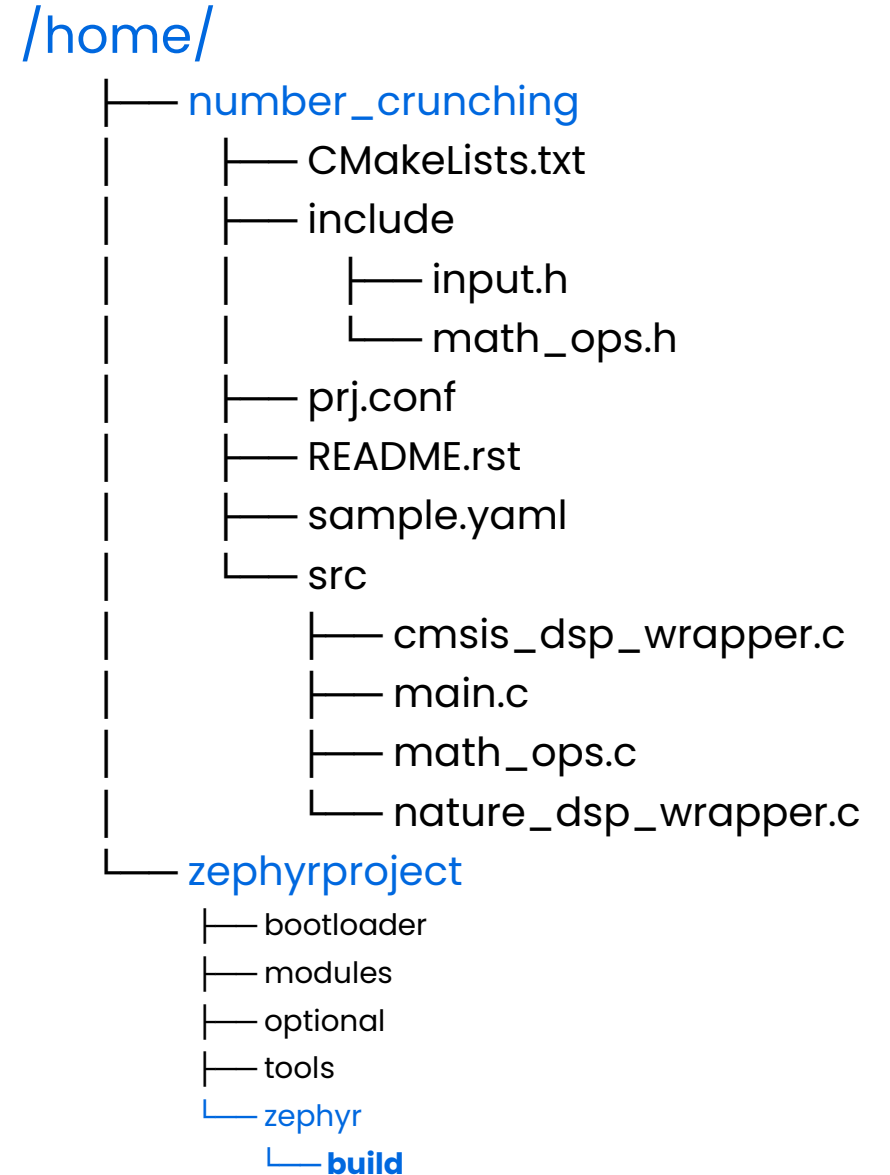 /home/
├── number_crunching
│   ├── CMakeLists.txt
│   ├── include
│   │   ├── input.h
│   │   └── math_ops.h
│   ├── prj.conf
│   ├── README.rst
│   ├── sample.yaml
│   └── src
│       ├── cmsis_dsp_wrapper.c
│       ├── main.c
│       ├── math_ops.c
│       └── nature_dsp_wrapper.c
└── zephyrproject
    ├── bootloader
    ├── modules
    ├── optional
    ├── tools
    └── zephyr
        └── build